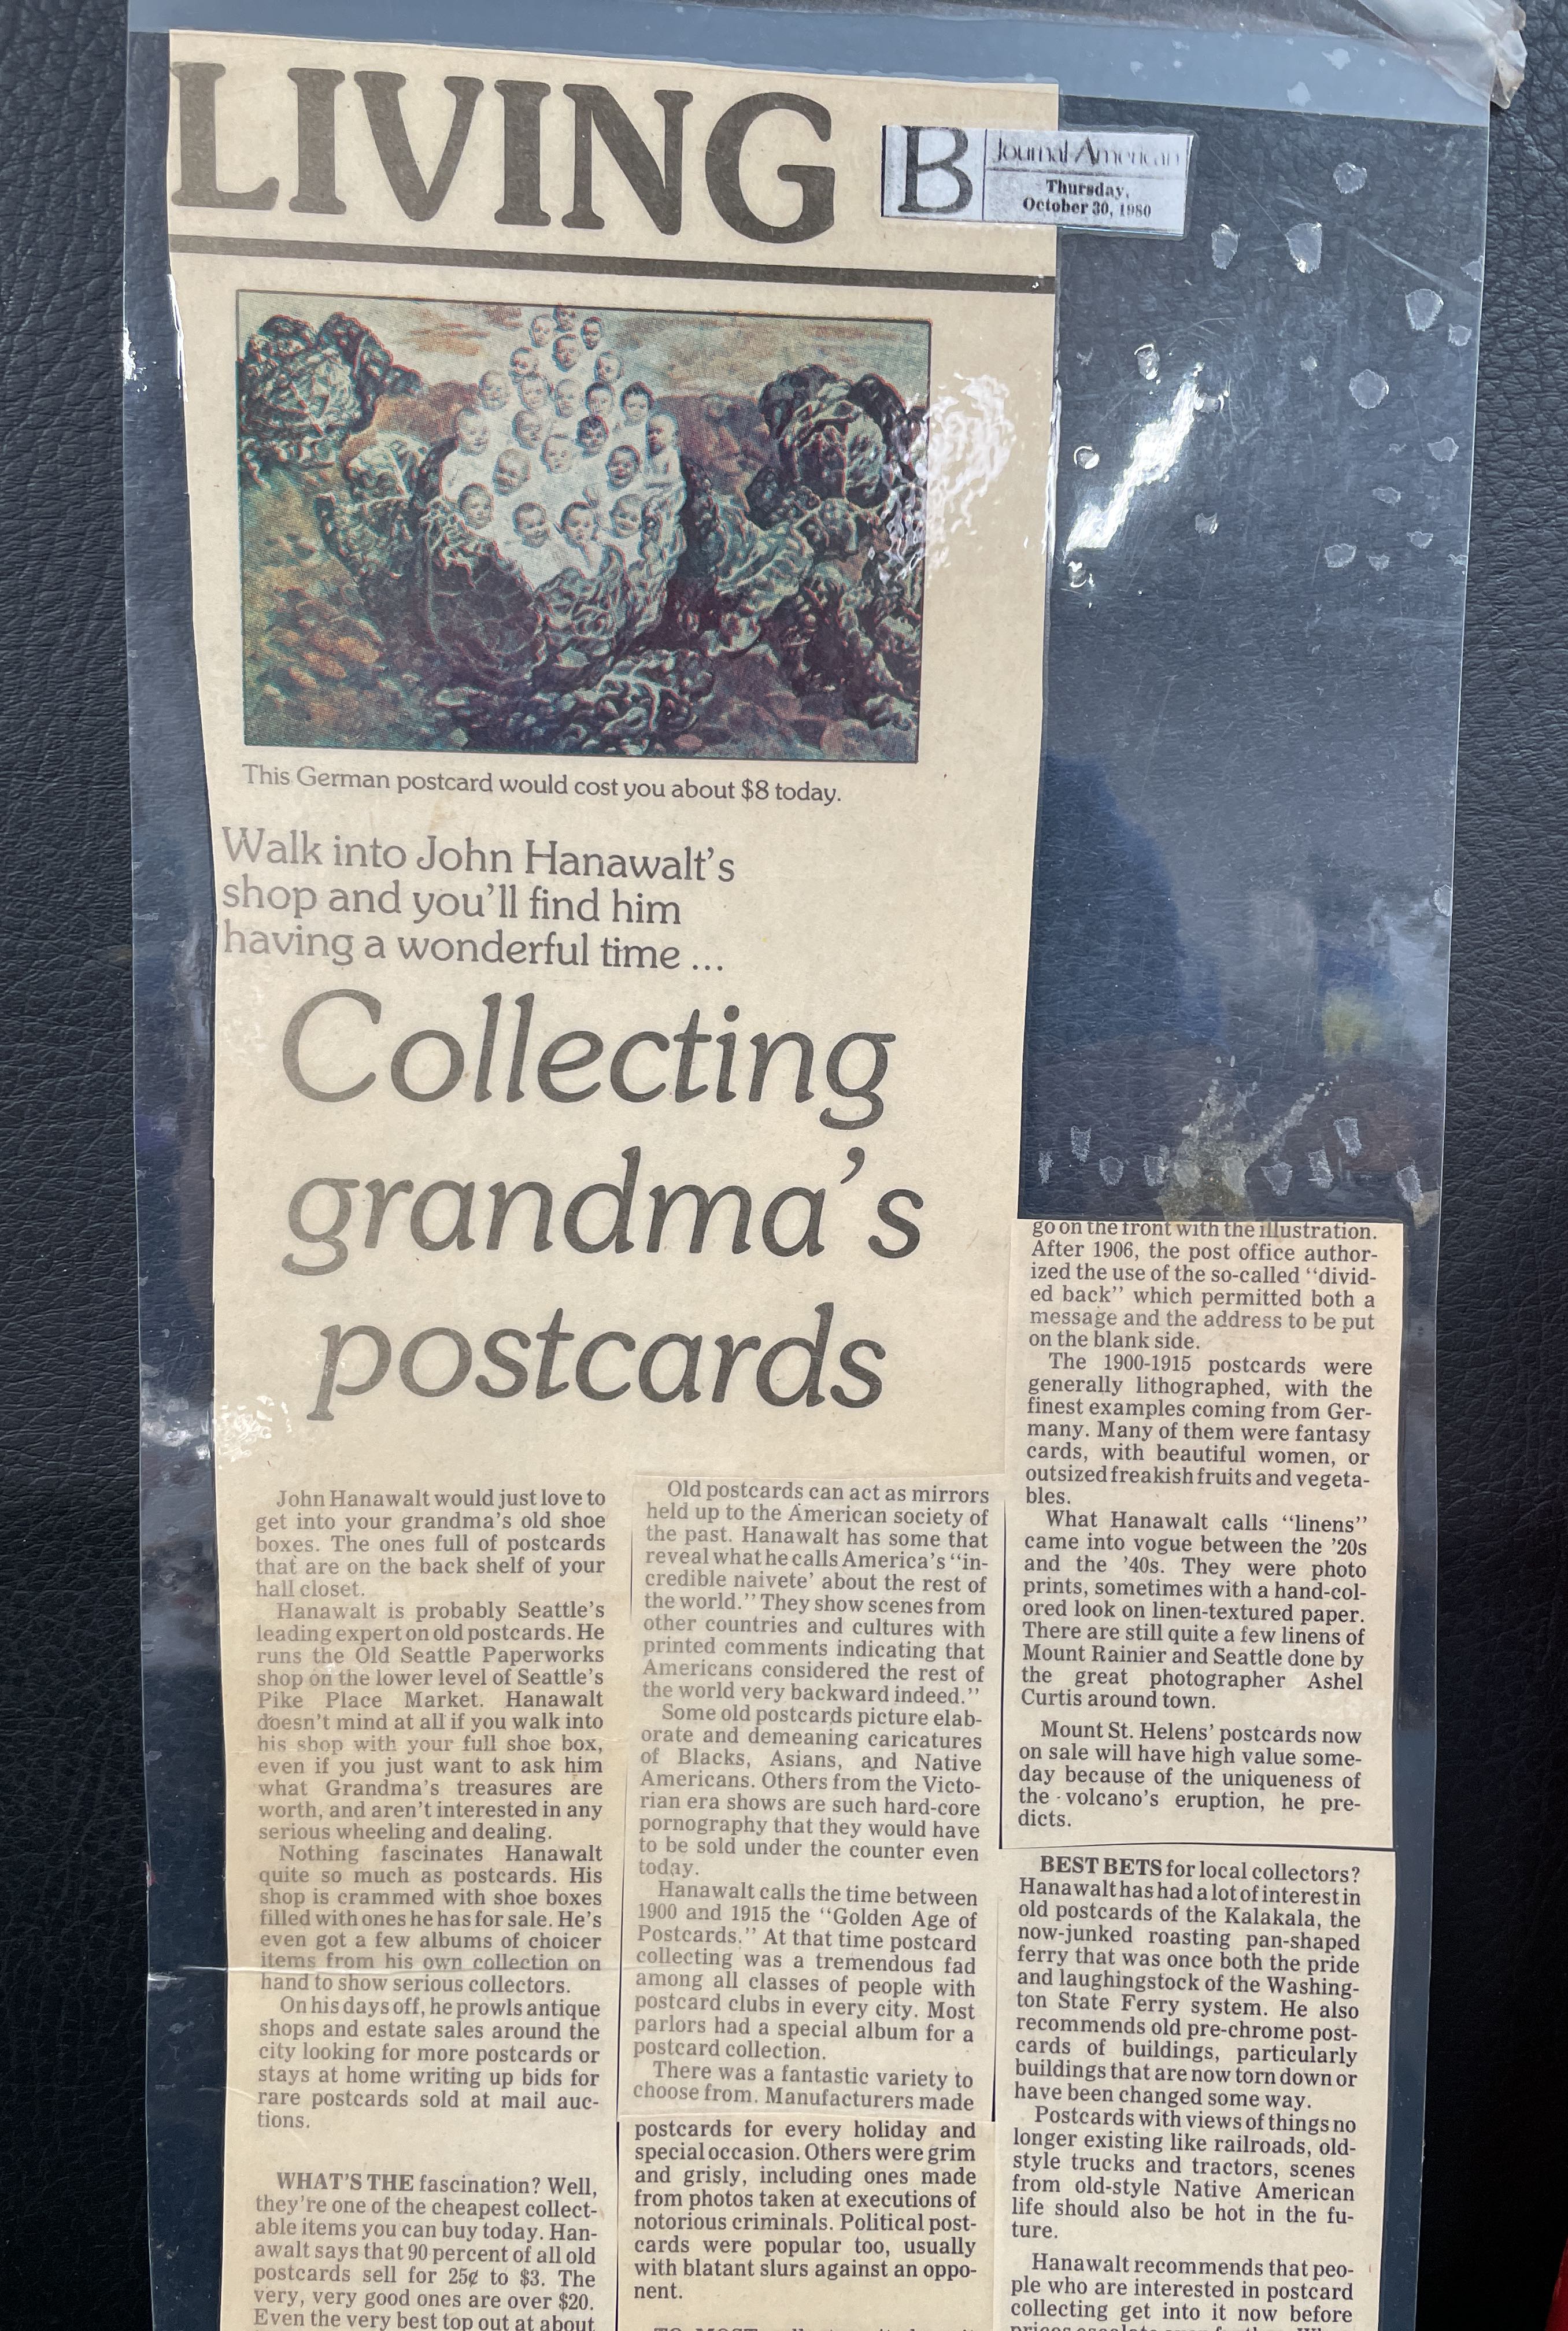 LIVING
B
Journal-American
Thursday,
October 30, 1980
This German postcard would cost you about $8 today.
Walk into John Hanawalt's
shop and you'll find him
having a wonderful time ...
Collecting
grandma's
postcards
John Hanawalt would just love to
get into your grandma's old shoe
boxes. The ones full of postcards
that are on the back shelf of your
hall closet.
Hanawalt is probably Seattle's
leading expert on old postcards. He
runs the Old Seattle Paperworks
shop on the lower level of Seattle's
Pike Place Market. Hanawalt
doesn't mind at all if you walk into
his shop with your full shoe box,
even if you just want to ask him
what Grandma's treasures are
worth, and aren't interested in any
serious wheeling and dealing.
Nothing fascinates Hanawalt
quite so much as postcards. His
shop is crammed with shoe boxes
filled with ones he has for sale. He's
even got a few albums of choicer
items from his own collection on
hand to show serious collectors.
On his days off, he prowls antique
shops and estate sales around the
city looking for more postcards or
stays at home writing up bids for
rare postcards sold at mail auc-
tions.
WHAT'S THE fascination? Well,
they're one of the cheapest collect-
able items you can buy today. Han-
awalt says that 90 percent of all old
postcards sell for 25¢ to $3. The
very, very good ones are over $20.
Even the very best top out at about
Old postcards can act as mirrors
held up to the American society of
the past. Hanawalt has some that
reveal what he calls America's "in-
credible naivete' about the rest of
the world." They show scenes from
other countries and cultures with
printed comments indicating that
Americans considered the rest of
the world very backward indeed."
Some old postcards picture elab-
orate and demeaning caricatures
of Blacks, Asians, and Native
Americans. Others from the Victo-
rian era shows are such hard-core
pornography that they would have
to be sold under the counter even
today.
Hanawalt calls the time between
1900 and 1915 the "Golden Age of
Postcards." At that time postcard
collecting was a tremendous fad
among all classes of people with
postcard clubs in every city. Most
parlors had a special album for a
postcard collection.
There was a fantastic variety to
choose from. Manufacturers made
postcards for every holiday and
special occasion. Others were grim
and grisly, including ones made
from photos taken at executions of
notorious criminals. Political post-
cards were popular too, usually
with blatant slurs against an oppo-
nent.
go on the front with the illustration.
After 1906, the post office author-
ized the use of the so-called "divid-
ed back" which permitted both a
message and the address to be put
on the blank side.
The 1900-1915 postcards were
generally lithographed, with the
finest examples coming from Ger-
many. Many of them were fantasy
cards, with beautiful women, or
outsized freakish fruits and vegeta-
bles.
What Hanawalt calls "linens"
came into vogue between the '20s
and the '40s. They were photo
prints, sometimes with a hand-col-
ored look on linen-textured paper.
There are still quite a few linens of
Mount Rainier and Seattle done by
the great photographer Ashel
Curtis around town.
Mount St. Helens' postcards now
on sale will have high value some-
day because of the uniqueness of
the volcano's eruption, he pre-
dicts.
BEST BETS for local collectors?
Hanawalt has had a lot of interest in
old postcards of the Kalakala, the
now-junked roasting pan-shaped
ferry that was once both the pride
and laughingstock of the Washing-
ton State Ferry system. He also
recommends old pre-chrome post-
cards of buildings, particularly
buildings that are now torn down or
have been changed some way.
Postcards with views of things no
longer existing like railroads, old-
style trucks and tractors, scenes
from old-style Native American
life should also be hot in the fu-
ture.
Hanawalt recommends that peo-
ple who are interested in postcard
collecting get into it now before